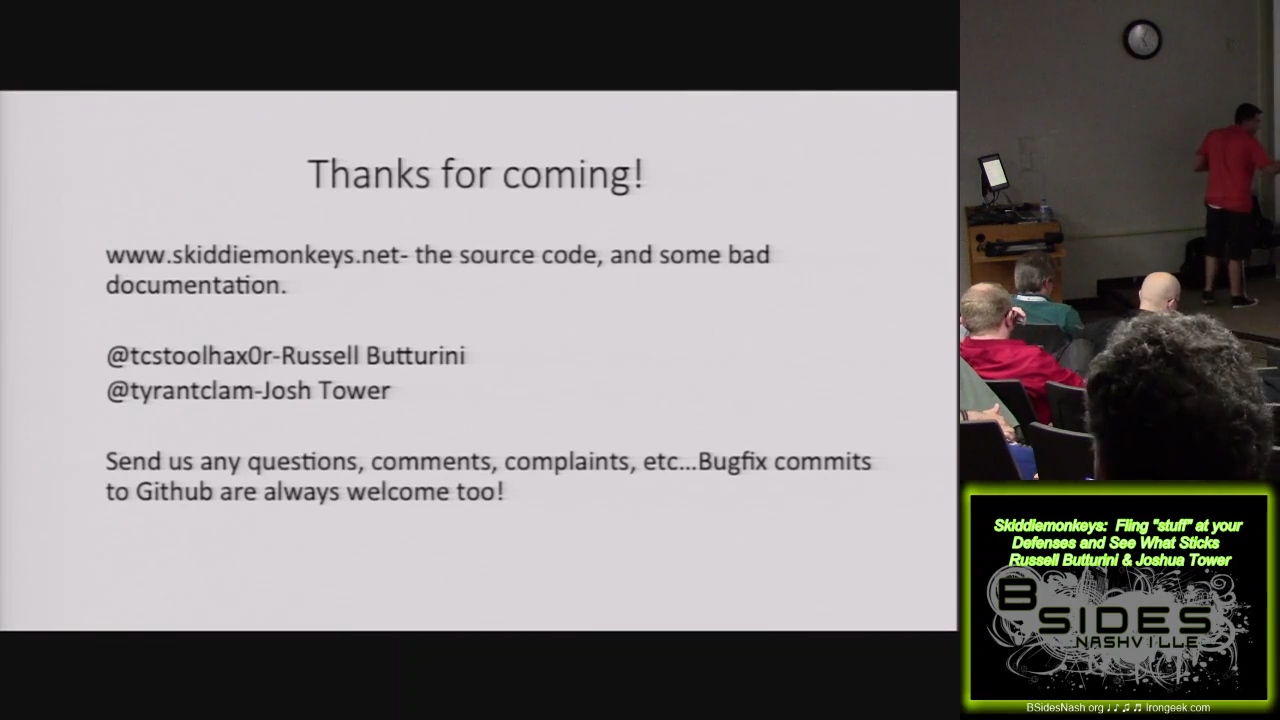 Thanks for coming!
www.skiddiemonkeys.net- the source code, and some bad
documentation.
@tcstoolhax0r-Russell Butturini
@tyrantclam-Josh Tower
Send us any questions, comments, complaints, etc...Bugfix commits
to Github are always welcome too!
Skiddiemonkeys: Fling "stuff" at your
Defenses and See What Sticks
Russell Butturini & Joshua Tower
BSIDES
NASHVILLE
BSidesNash.org ♩♪♫♬ Irongeek.com